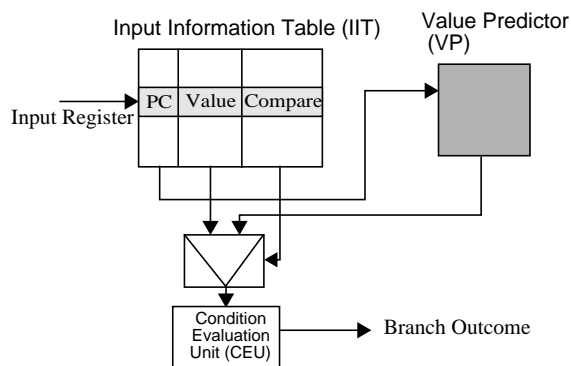 Input Information Table (IIT)
Value Predictor
(VP)
PC Value Compare
Input Register
Condition
Evaluation
Unit (CEU)
Branch Outcome